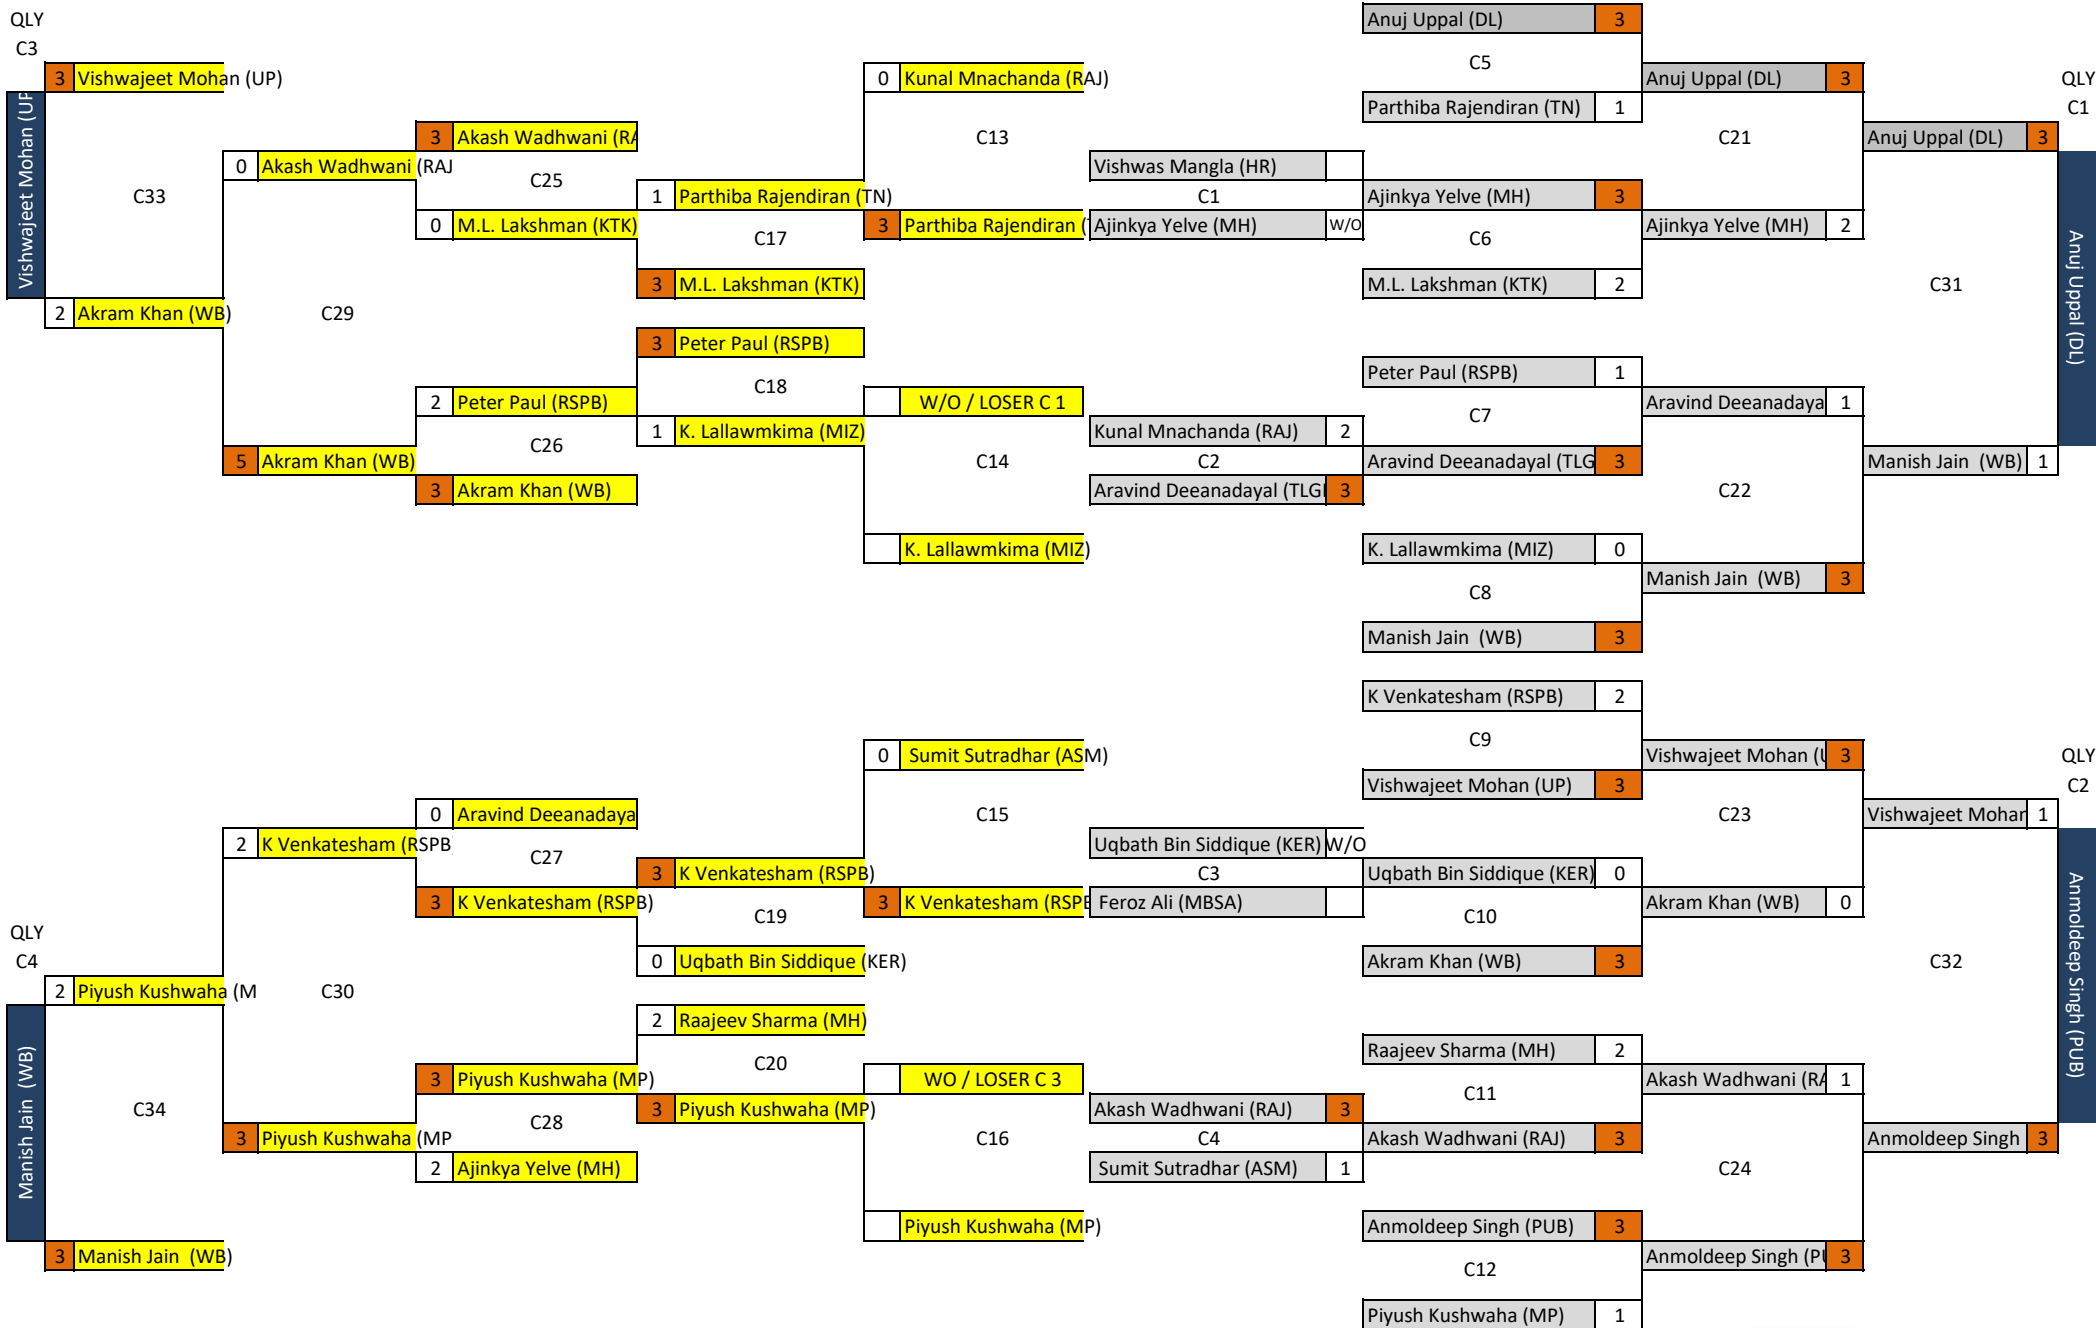 QLY
C3
3 Vishwajeet Mohan (UP)
Vishwajeet Mohan (UP
C33
2 Akram Khan (WB)
0 Akash Wadhwani (RAJ
C29
5 Akram Khan (WB)
3 Akash Wadhwani (RA
C25
0 M.L. Lakshman (KTK)
2 Peter Paul (RSPB)
C26
3 Akram Khan (WB)
1 Parthiba Rajendiran (TN)
C17
3 M.L. Lakshman (KTK)
3 Peter Paul (RSPB)
C18
1 K. Lallawmkima (MIZ)
0 Kunal Mnachanda (RAJ)
C13
3 Parthiba Rajendiran (
W/O / LOSER C 1
C14
K. Lallawmkima (MIZ)
Vishwas Mangla (HR)
C1
Ajinkya Yelve (MH) W/O
Kunal Mnachanda (RAJ) 2
C2
Aravind Deeanadayal (TLG 3
Anuj Uppal (DL) 3
C5
Parthiba Rajendiran (TN) 1
Ajinkya Yelve (MH) 3
C6
M.L. Lakshman (KTK) 2
Peter Paul (RSPB) 1
C7
Aravind Deeanadayal (TLG 3
K. Lallawmkima (MIZ) 0
C8
Manish Jain (WB) 3
Anuj Uppal (DL) 3
C21
Ajinkya Yelve (MH) 2
Aravind Deeanadaya 1
C22
Manish Jain (WB) 3
Anuj Uppal (DL) 3
C31
Manish Jain (WB) 1
QLY
C1
Anuj Uppal (DL)
QLY
C4
2 Piyush Kushwaha (M
Manish Jain (WB)
C34
3 Manish Jain (WB)
2 K Venkatesham (RSPB
C30
3 Piyush Kushwaha (MP
0 Aravind Deeanadaya
C27
3 K Venkatesham (RSPB)
3 Piyush Kushwaha (MP)
C28
2 Ajinkya Yelve (MH)
3 K Venkatesham (RSPB)
C19
0 Uqbath Bin Siddique (KER)
2 Raajeev Sharma (MH)
C20
3 Piyush Kushwaha (MP)
0 Sumit Sutradhar (ASM)
C15
3 K Venkatesham (RSPB
WO / LOSER C 3
C16
Piyush Kushwaha (MP)
Uqbath Bin Siddique (KER) W/O
C3
Feroz Ali (MBSA)
Akash Wadhwani (RAJ) 3
C4
Sumit Sutradhar (ASM) 1
K Venkatesham (RSPB) 2
C9
Vishwajeet Mohan (UP) 3
Uqbath Bin Siddique (KER) 0
C10
Akram Khan (WB) 3
Raajeev Sharma (MH) 2
C11
Akash Wadhwani (RAJ) 3
Anmoldeep Singh (PUB) 3
C12
Piyush Kushwaha (MP) 1
Vishwajeet Mohan (U 3
C23
Akram Khan (WB) 0
Akash Wadhwani (RA 1
C24
Anmoldeep Singh (PU 3
Vishwajeet Mohan 1
C32
Anmoldeep Singh 3
QLY
C2
Anmoldeep Singh (PUB)